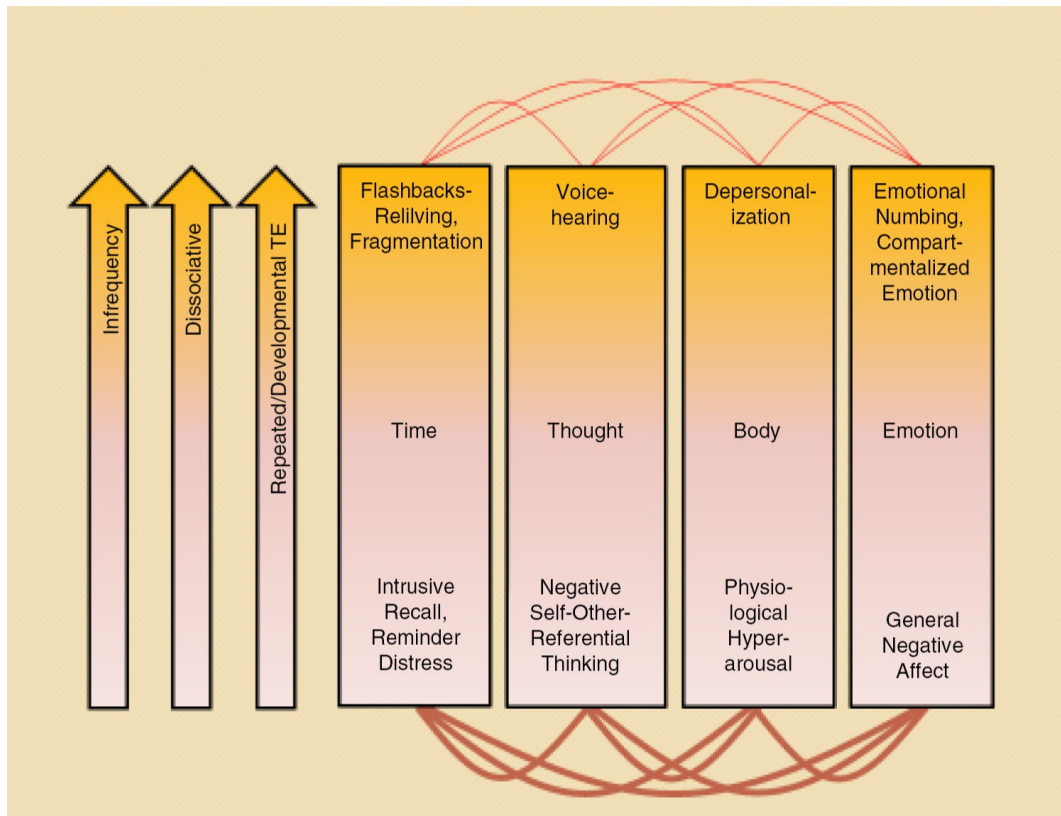 Infrequency
Dissociative
Repeated/Developmental TE
Flashbacks-
Relilving,
Fragmentation
Voice-
hearing
Depersonal-
ization
Emotional
Numbing,
Compart-
mentalized
Emotion
Time
Thought
Body
Emotion
Intrusive
Recall,
Reminder
Distress
Negative
Self-Other-
Referential
Thinking
Physio-
logical
Hyper-
arousal
General
Negative
Affect